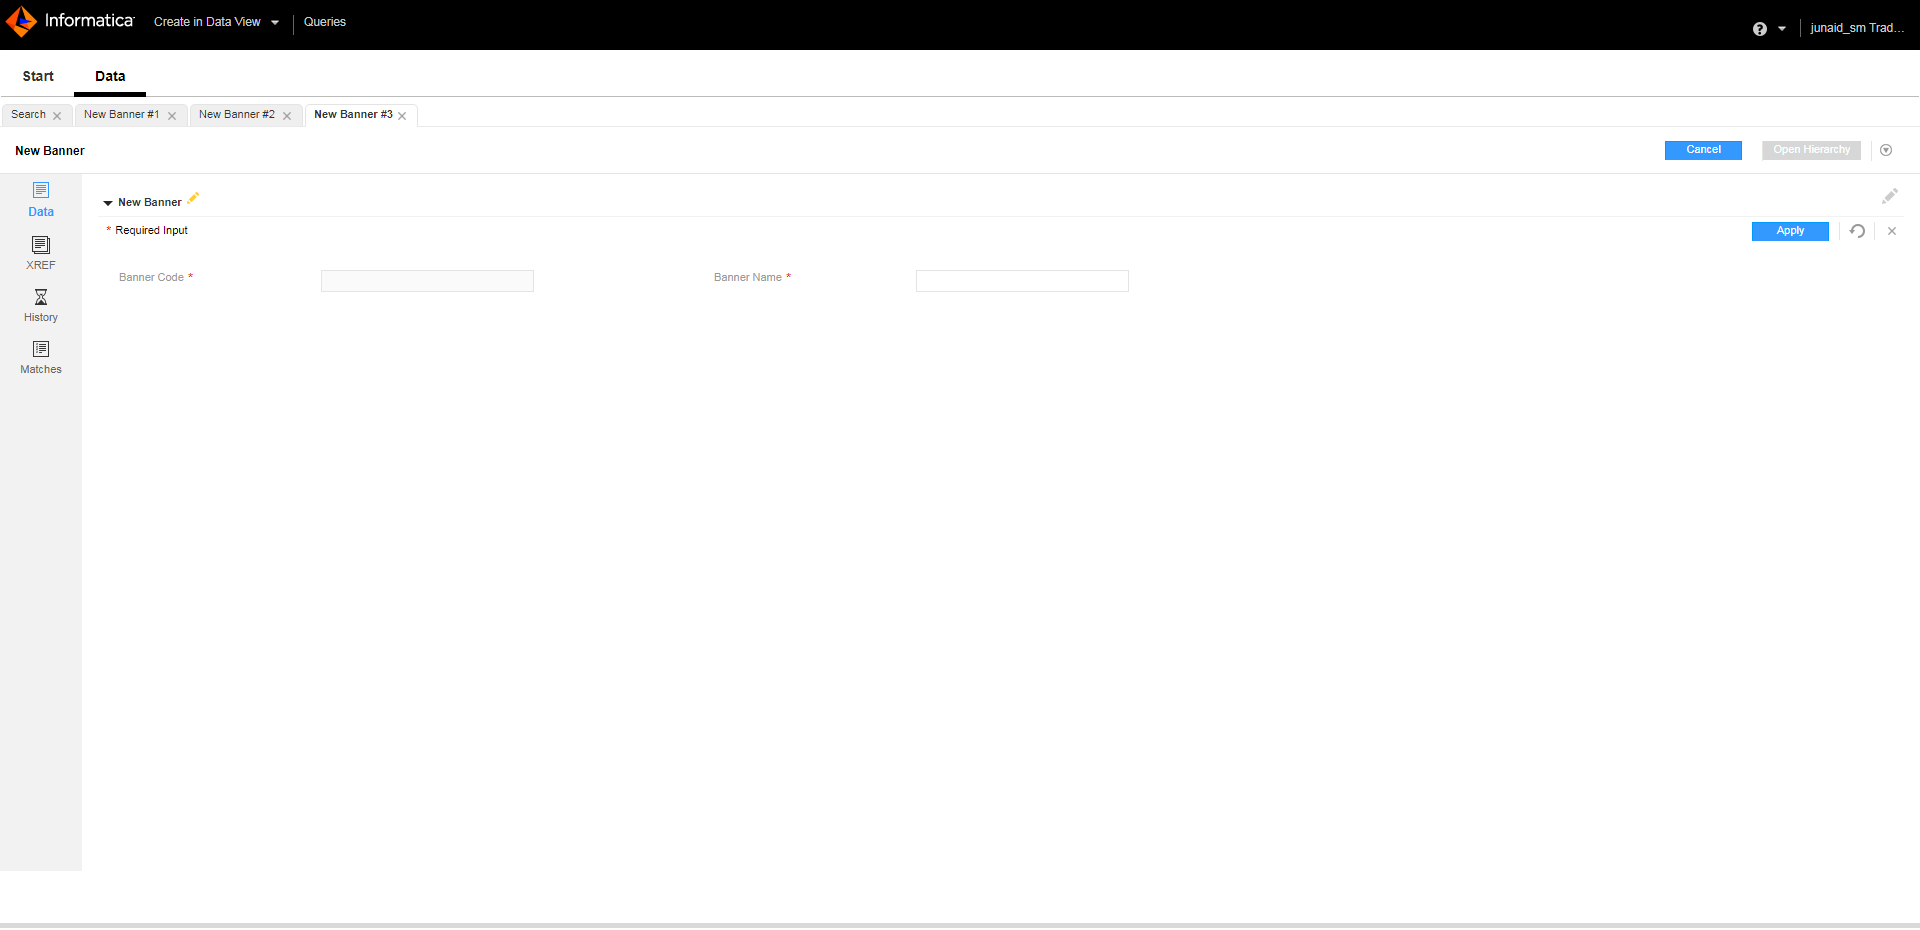 Informatica Create in Data View Queries junaid_sm Trad...
Start Data
Search New Banner #1 New Banner #2 New Banner #3
New Banner Cancel Open Hierarchy
Data
XREF
History
Matches
New Banner
* Required Input Apply
Banner Code * Banner Name *